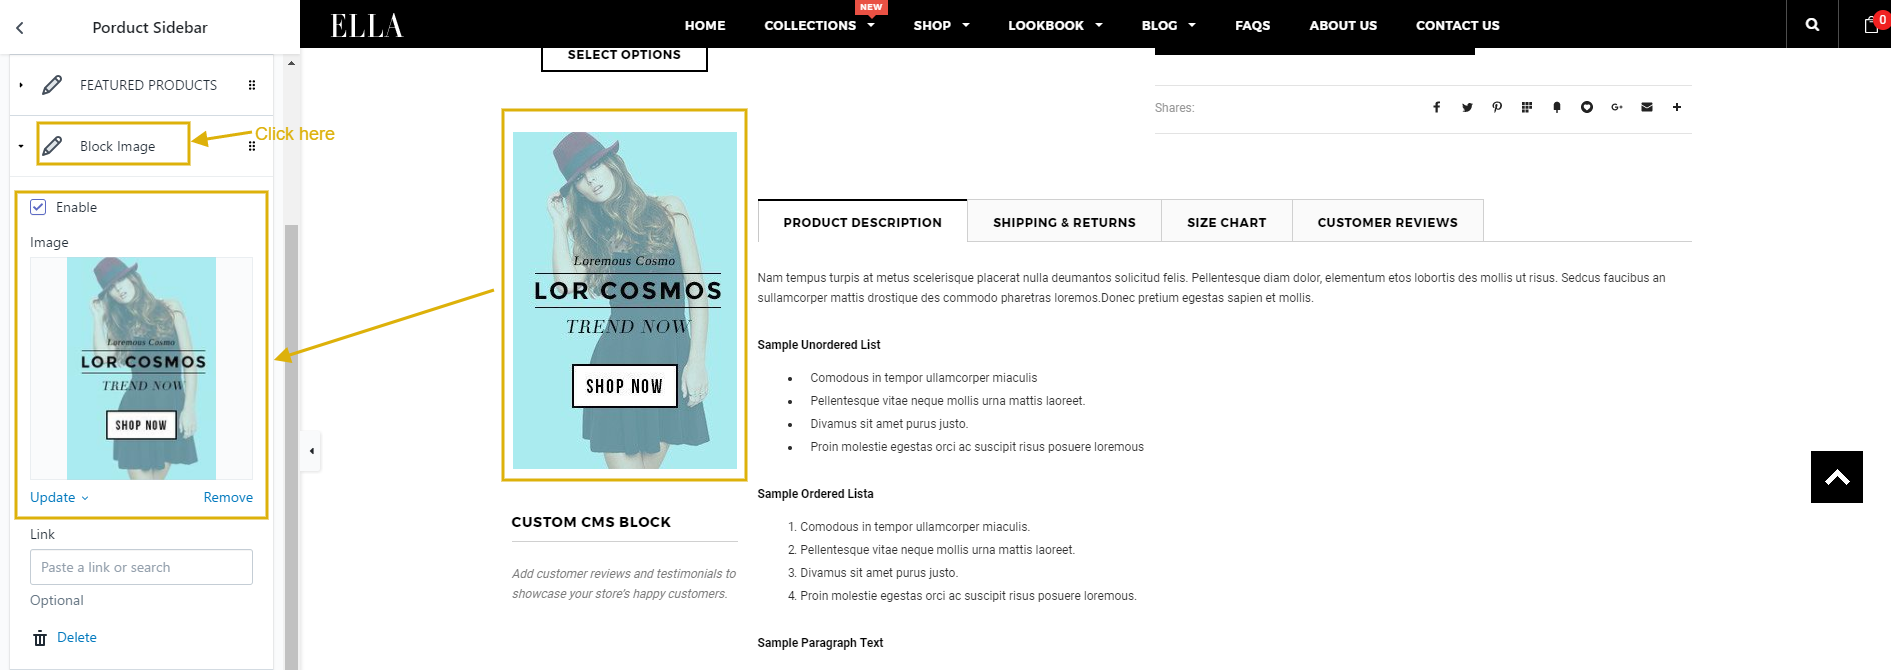 Porduct Sidebar
FEATURED PRODUCTS
Block Image
Click here
Enable
Image
Loremous Cosmo
LOR COSMOS
TREND NOW
SHOP NOW
Update
Remove
Link
Paste a link or search
Optional
Delete
ELLA
HOME
COLLECTIONS
NEW
SHOP
LOOKBOOK
BLOG
FAQS
ABOUT US
CONTACT US
0
SELECT OPTIONS
Shares:
Loremous Cosmo
LOR COSMOS
TREND NOW
SHOP NOW
CUSTOM CMS BLOCK
Add customer reviews and testimonials to
showcase your store's happy customers.
PRODUCT DESCRIPTION
SHIPPING & RETURNS
SIZE CHART
CUSTOMER REVIEWS
Nam tempus turpis at metus scelerisque placerat nulla deumantos solicitud felis. Pellentesque diam dolor, elementum etos lobortis des mollis ut risus. Sedcus faucibus an
sullamcorper mattis drostique des commodo pharetras loremos.Donec pretium egestas sapien et mollis.
Sample Unordered List
• Comodous in tempor ullamcorper miaculis
• Pellentesque vitae neque mollis urna mattis laoreet.
• Divamus sit amet purus justo.
• Proin molestie egestas orci ac suscipit risus posuere loremous
Sample Ordered Lista
1. Comodous in tempor ullamcorper miaculis.
2. Pellentesque vitae neque mollis urna mattis laoreet.
3. Divamus sit amet purus justo.
4. Proin molestie egestas orci ac suscipit risus posuere loremous.
Sample Paragraph Text